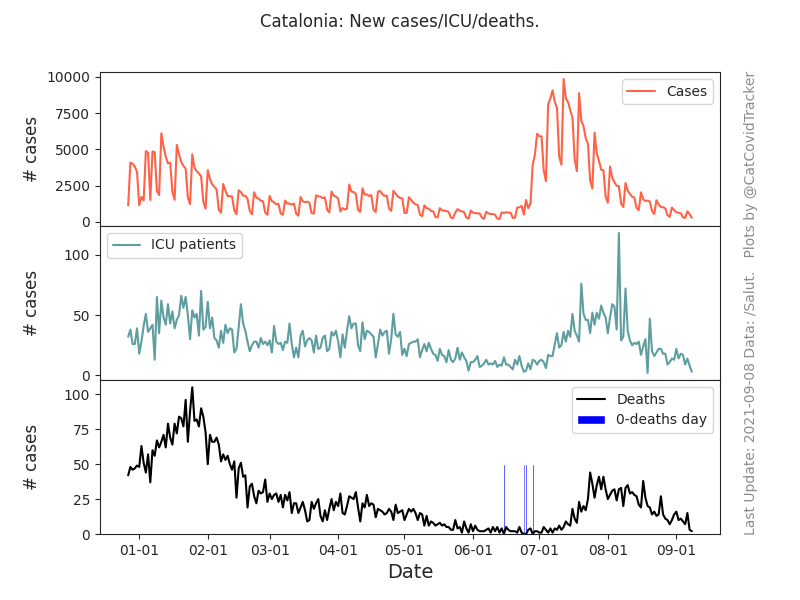 Catalonia: New cases/ICU/deaths.
10000
7500
5000
2500
0
# cases
Cases
100
50
0
# cases
ICU patients
100
75
50
25
0
# cases
Deaths
0-deaths day
01-01 02-01 03-01 04-01 05-01 06-01 07-01 08-01 09-01
Date
Last Update: 2021-09-08 Data: /Salut. Plots by @CatCovidTracker